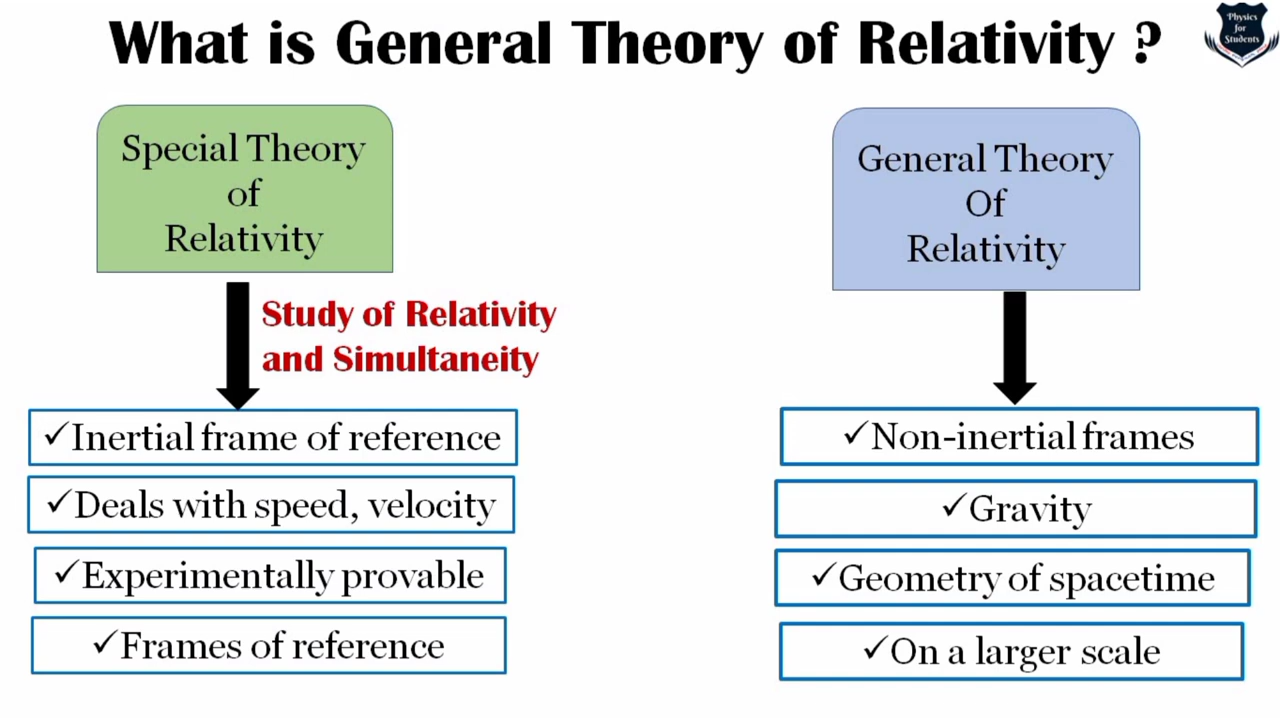 What is General Theory of Relativity ?
Physics
for
Students
Special Theory
of
Relativity
Study of Relativity
and Simultaneity
✓Inertial frame of reference
✓Deals with speed, velocity
✓Experimentally provable
✓Frames of reference
General Theory
Of
Relativity
✓Non-inertial frames
✓Gravity
✓Geometry of spacetime
✓On a larger scale